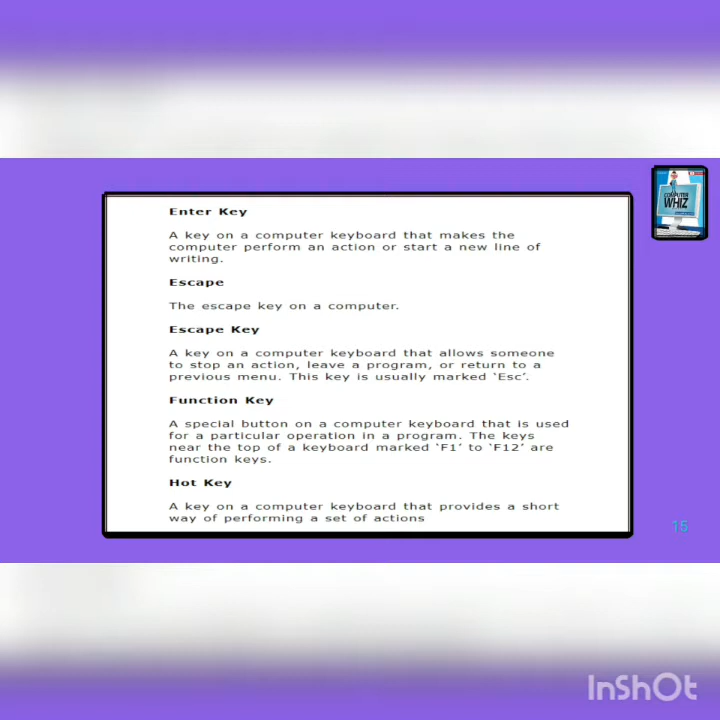 COMPUTER
WHIZ
Enter Key
A key on a computer keyboard that makes the
computer perform an action or start a new line of
writing.
Escape
The escape key on a computer.
Escape Key
A key on a computer keyboard that allows someone
to stop an action, leave a program, or return to a
previous menu. This key is usually marked ‘Esc’.
Function Key
A special button on a computer keyboard that is used
for a particular operation in a program. The keys
near the top of a keyboard marked ‘F1’ to ‘F12’ are
function keys.
Hot Key
A key on a computer keyboard that provides a short
way of performing a set of actions
15
InShOt